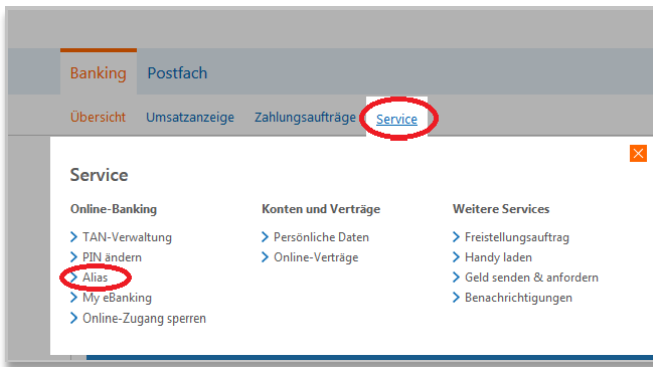 Banking Postfach
Übersicht Umsatzanzeige Zahlungsaufträge Service
Service
Online-Banking
TAN-Verwaltung
PIN ändern
Alias
My eBanking
Online-Zugang sperren
Konten und Verträge
Persönliche Daten
Online-Verträge
Weitere Services
Freistellungsauftrag
Handy laden
Geld senden & anfordern
Benachrichtigungen